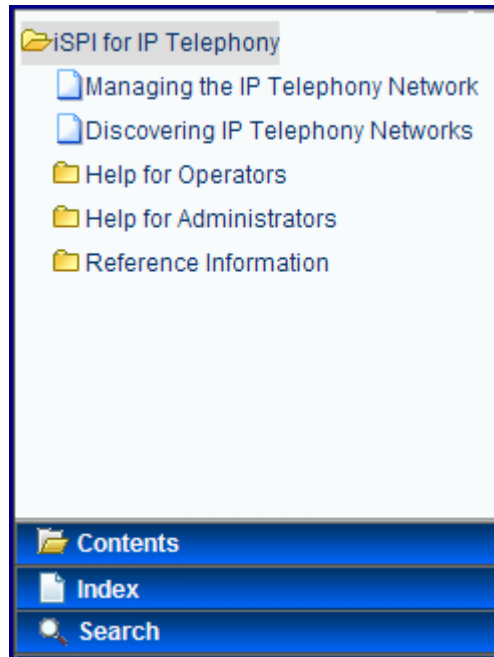 iSPI for IP Telephony
Managing the IP Telephony Network
Discovering IP Telephony Networks
Help for Operators
Help for Administrators
Reference Information
Contents
Index
Search